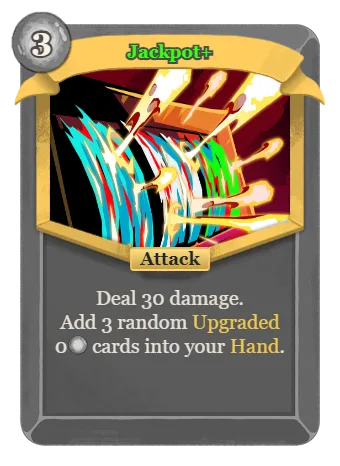 3
Jackpot+
Attack
Deal 30 damage.
Add 3 random Upgraded
0 cards into your Hand.